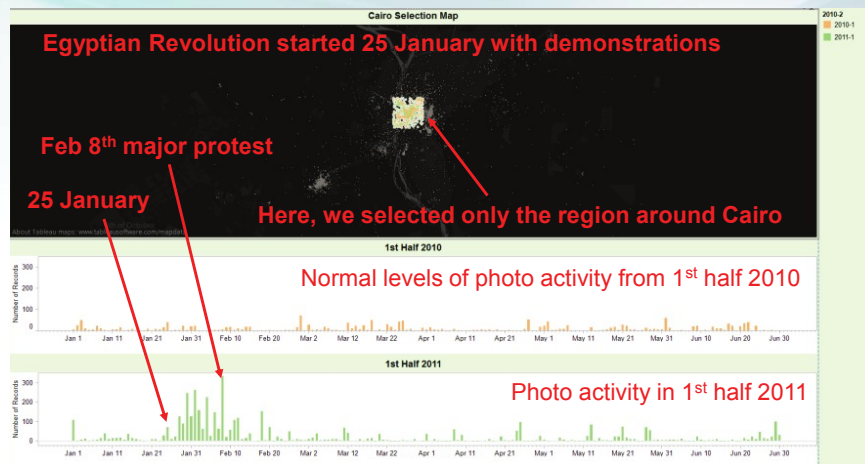 Cairo Selection Map
2010-2
2010-1
2011-1
Egyptian Revolution started 25 January with demonstrations
Feb 8th major protest
25 January
Here, we selected only the region around Cairo
About Tableau maps: www.tableausoftware.com/mapdata
1st Half 2010
Normal levels of photo activity from 1st half 2010
Number of Records
300
200
100
0
Jan 1 Jan 11 Jan 21 Jan 31 Feb 10 Feb 20 Mar 2 Mar 12 Mar 22 Apr 1 Apr 11 Apr 21 May 1 May 11 May 21 May 31 Jun 10 Jun 20 Jun 30
1st Half 2011
Photo activity in 1st half 2011
Number of Records
300
200
100
0
Jan 1 Jan 11 Jan 21 Jan 31 Feb 10 Feb 20 Mar 2 Mar 12 Mar 22 Apr 1 Apr 11 Apr 21 May 1 May 11 May 21 May 31 Jun 10 Jun 20 Jun 30